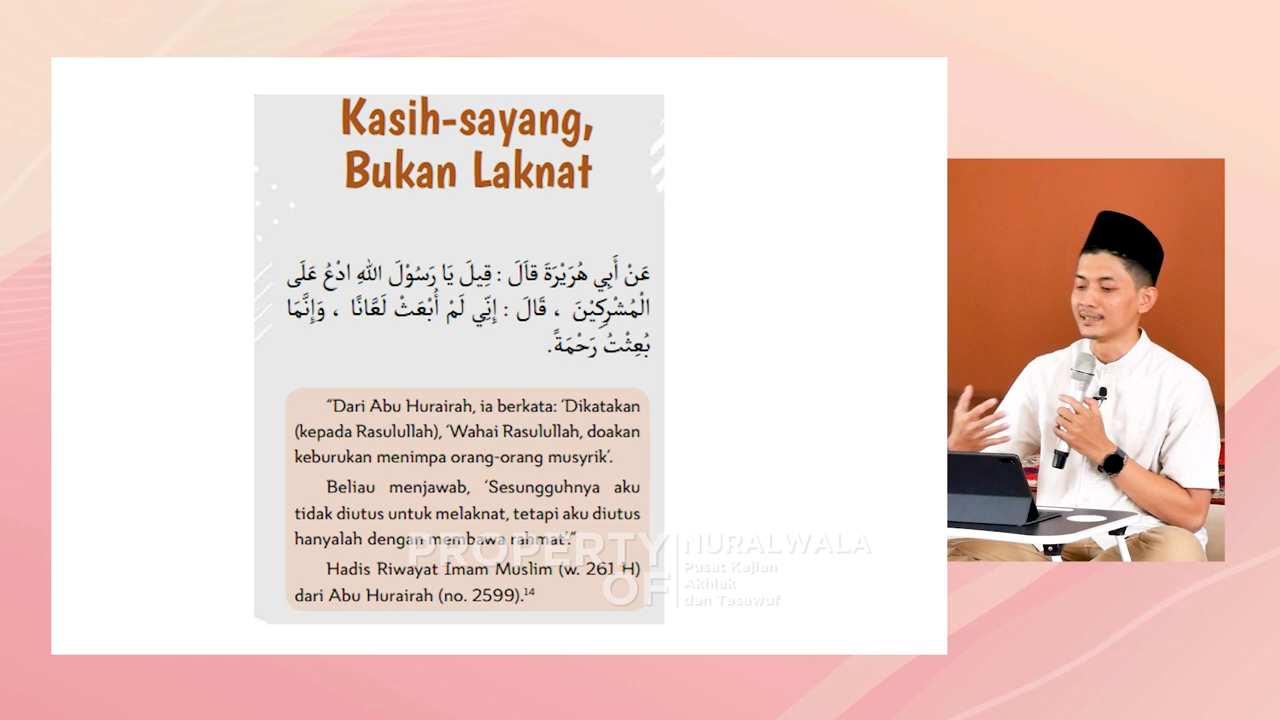 Kasih-sayang,
Bukan Laknat
عَنْ أَبِي هُرَيْرَةَ قاَلَ : قِيلَ يَا رَسُوْلَ اللهِ ادْعُ عَلَى
الْمُشْرِكِيْنَ ، قَالَ : إِنِّي لَمْ أُبْعَثْ لَعَّانًا ، وَإِنَّمَا
بُعِثْتُ رَحْمَةً.
“Dari Abu Hurairah, ia berkata: ‘Dikatakan
(kepada Rasulullah), ‘Wahai Rasulullah, doakan
keburukan menimpa orang-orang musyrik’.
Beliau menjawab, ‘Sesungguhnya aku
tidak diutus untuk melaknat, tetapi aku diutus
hanyalah dengan membawa rahmat’.”
Hadis Riwayat Imam Muslim (w. 261 H)
dari Abu Hurairah (no. 2599).¹⁴
PROPERTY
OF
NURALWALA
Pusat Kajian
Akhlak
dan Tasawuf